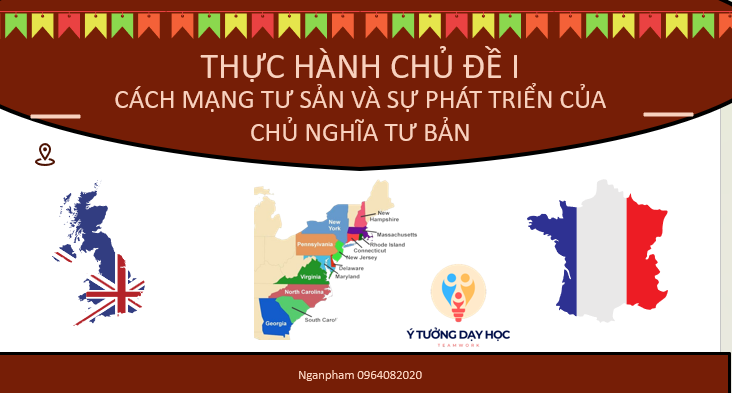 THỰC HÀNH CHỦ ĐỀ I
CÁCH MẠNG TƯ SẢN VÀ SỰ PHÁT TRIỂN CỦA
CHỦ NGHĨA TƯ BẢN
New
Hampshire
New
York
Massachusetts
Rhode Island
Connecticut
Pennsylvania
New Jersey
Delaware
Maryland
Virginia
North Carolina
South Carol
Georgia
Ý TƯỞNG DẠY HỌC
TEAMWORK
Nganpham 0964082020